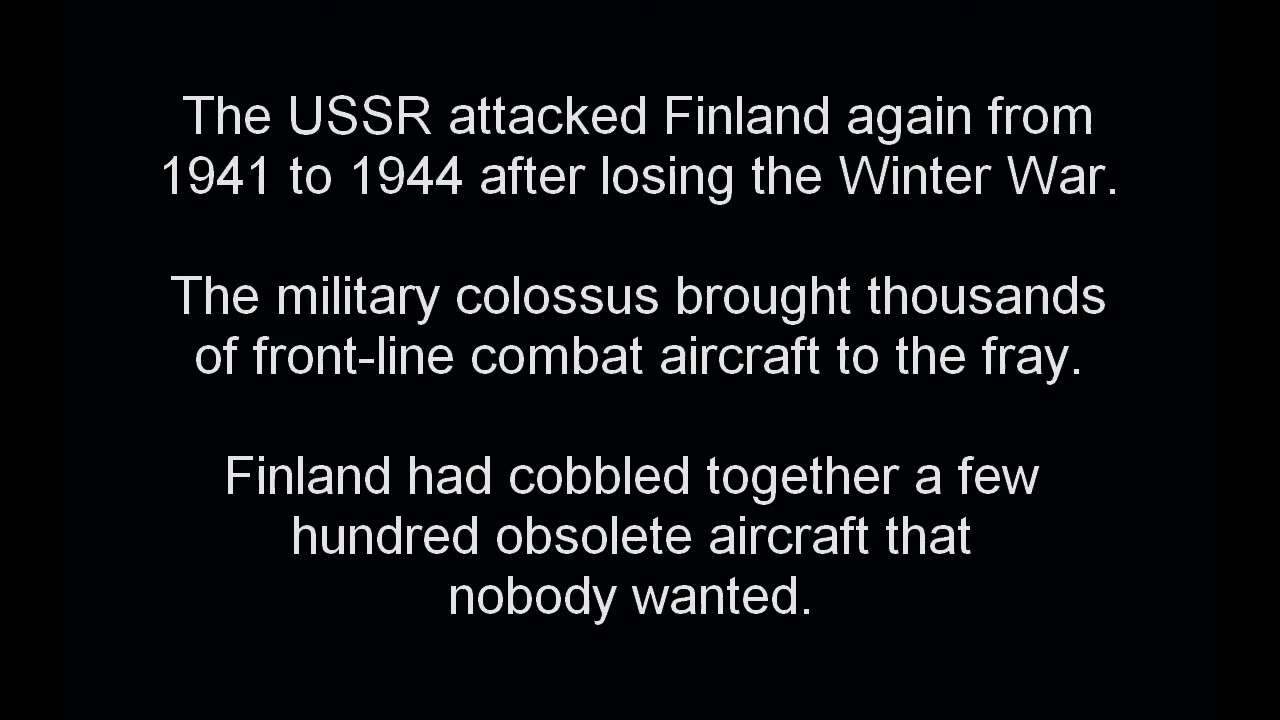 The USSR attacked Finland again from
1941 to 1944 after losing the Winter War.
The military colossus brought thousands
of front-line combat aircraft to the fray.
Finland had cobbled together a few
hundred obsolete aircraft that
nobody wanted.